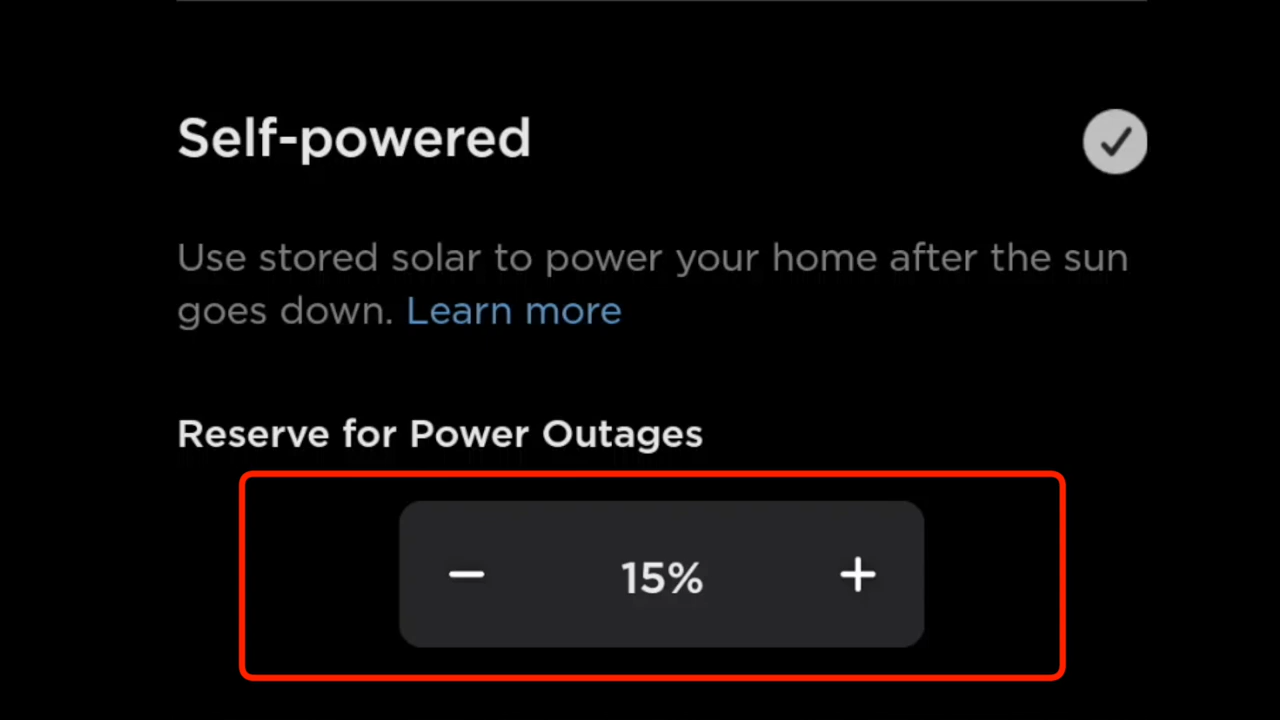 Self-powered
Use stored solar to power your home after the sun
goes down. Learn more
Reserve for Power Outages
− 15% +